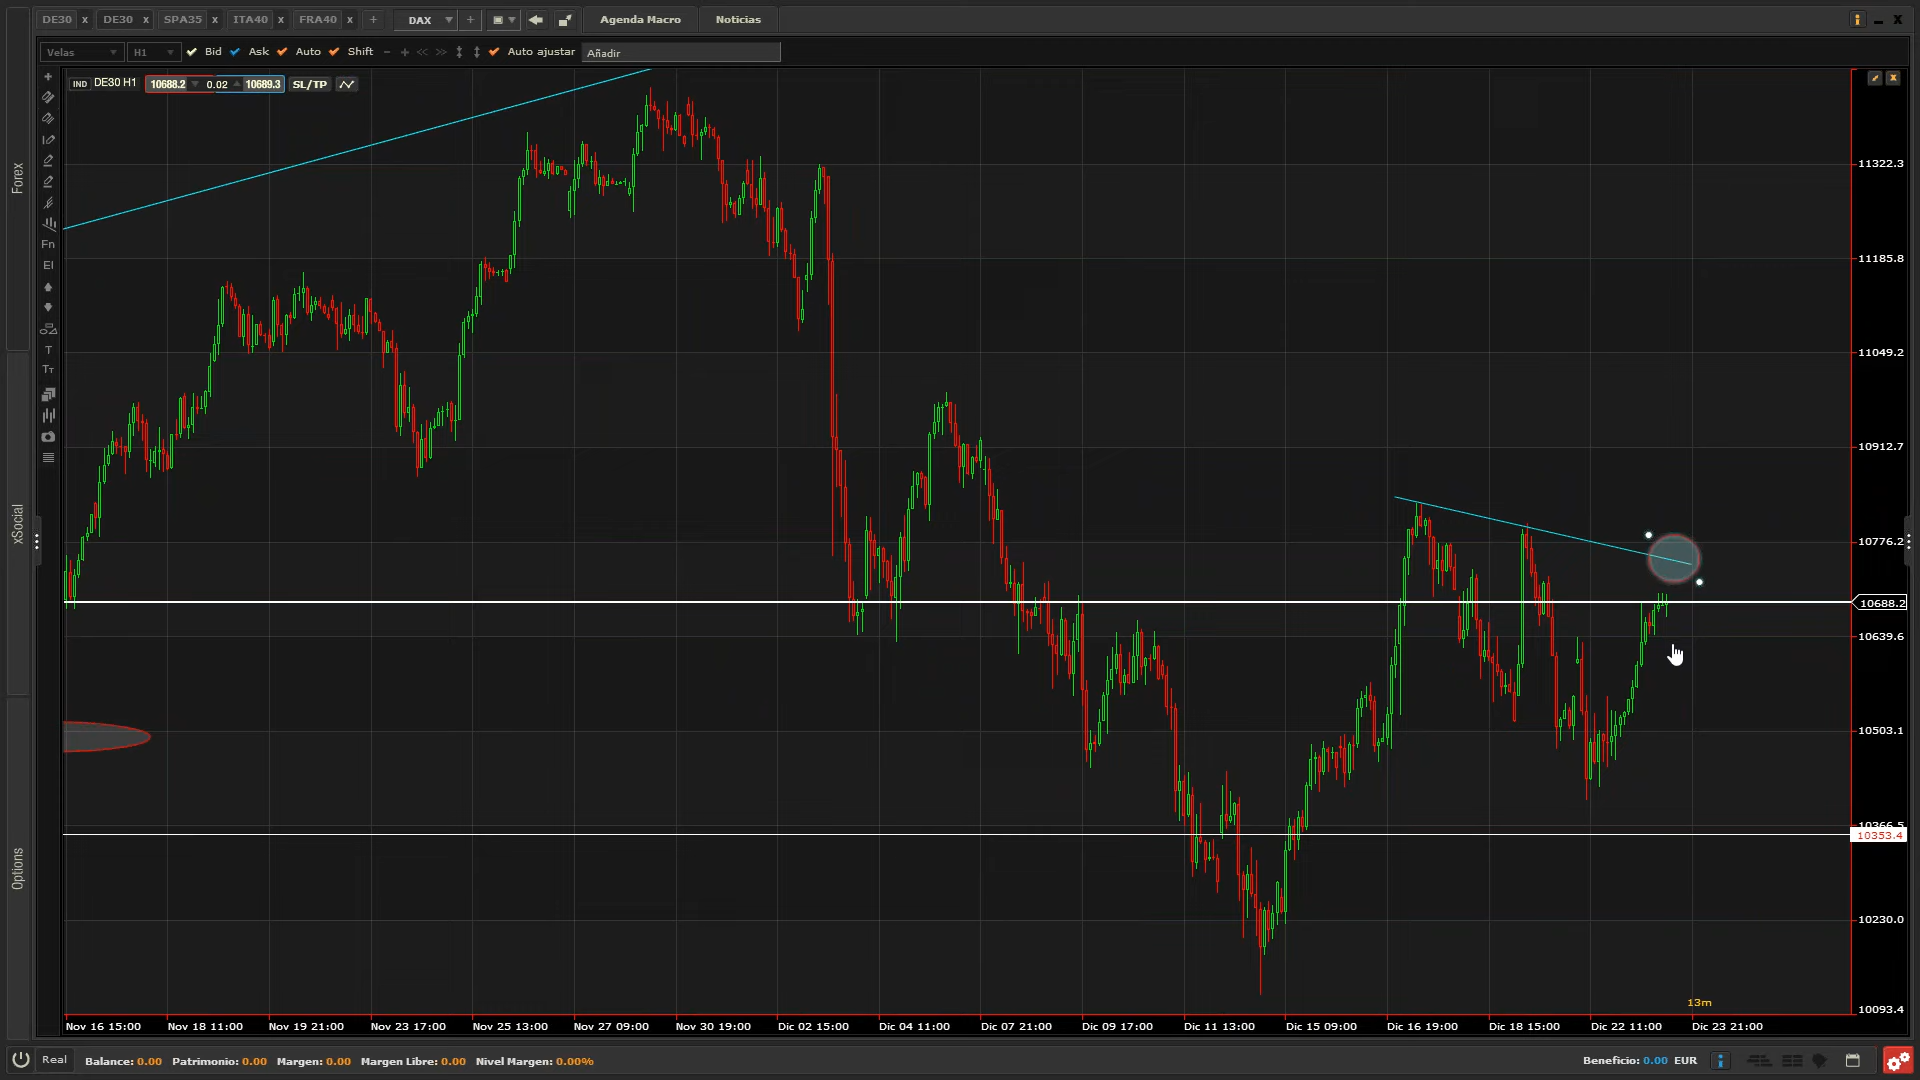 DE30 x DE30 x SPA35 x ITA40 x FRA40 x + DAX + Agenda Macro Noticias
Velas H1 Bid Ask Auto Shift Auto ajustar Añadir
IND DE30 H1 10688.2 0.02 10689.3 SL/TP
Forex
xSocial
Options
Fn
EI
T
Tт
11322.3
11185.8
11049.2
10912.7
10776.2
10688.2
10639.6
10503.1
10366.5
10353.4
10230.0
10093.4
13m
Nov 16 15:00 Nov 18 11:00 Nov 19 21:00 Nov 23 17:00 Nov 25 13:00 Nov 27 09:00 Nov 30 19:00 Dic 02 15:00 Dic 04 11:00 Dic 07 21:00 Dic 09 17:00 Dic 11 13:00 Dic 15 09:00 Dic 16 19:00 Dic 18 15:00 Dic 22 11:00 Dic 23 21:00
Real Balance: 0.00 Patrimonio: 0.00 Margen: 0.00 Margen Libre: 0.00 Nivel Margen: 0.00% Beneficio: 0.00 EUR